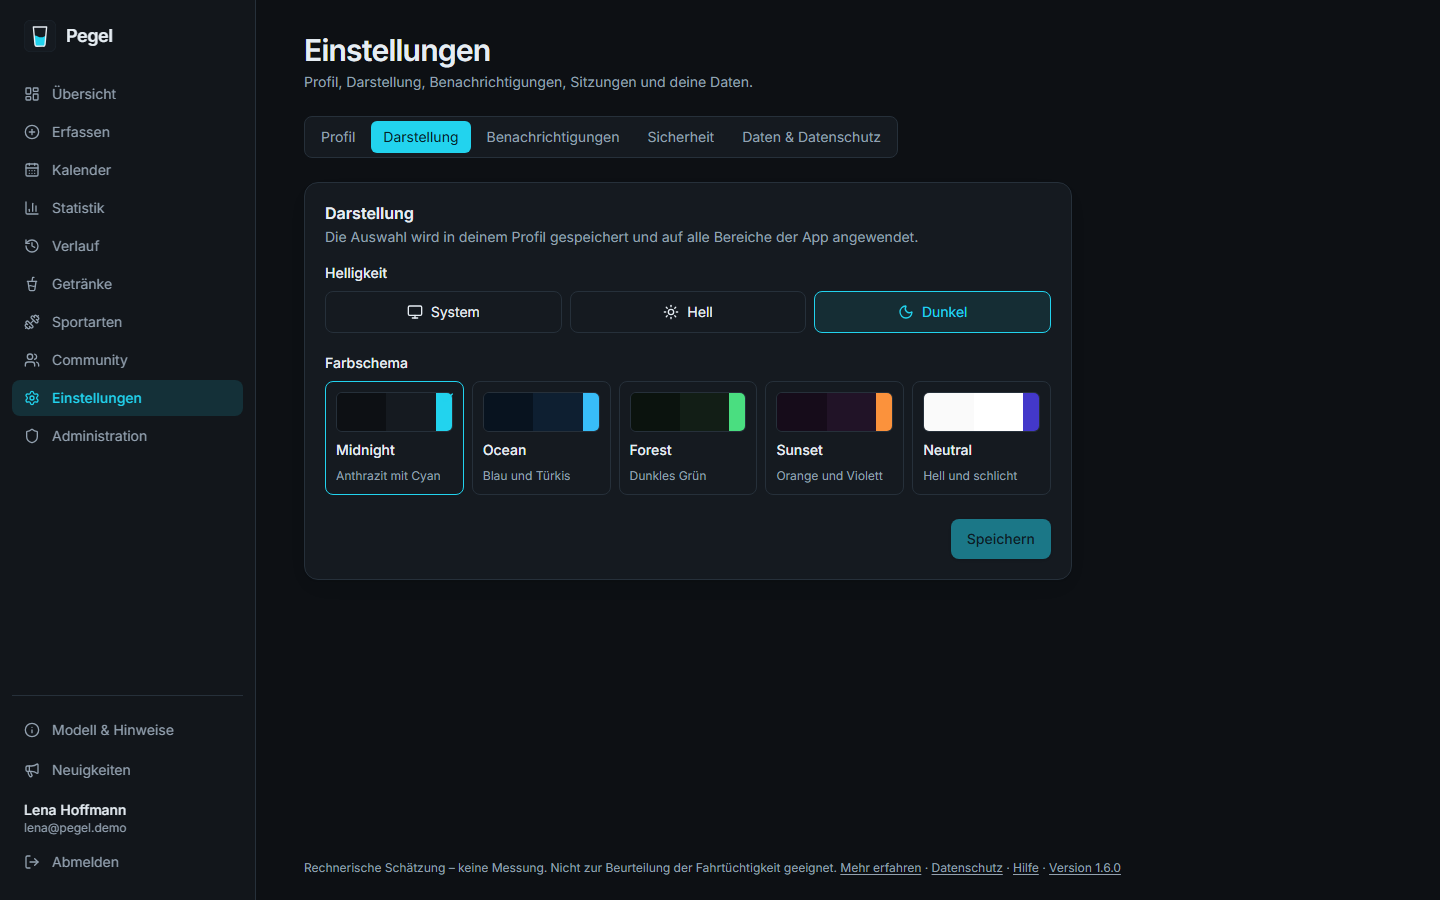 Pegel
Übersicht
Erfassen
Kalender
Statistik
Verlauf
Getränke
Sportarten
Community
Einstellungen
Administration
Modell & Hinweise
Neuigkeiten
Lena Hoffmann
lena@pegel.demo
Abmelden
Einstellungen
Profil, Darstellung, Benachrichtigungen, Sitzungen und deine Daten.
Profil Darstellung Benachrichtigungen Sicherheit Daten & Datenschutz
Darstellung
Die Auswahl wird in deinem Profil gespeichert und auf alle Bereiche der App angewendet.
Helligkeit
System Hell Dunkel
Farbschema
Midnight Ocean Forest Sunset Neutral
Anthrazit mit Cyan Blau und Türkis Dunkles Grün Orange und Violett Hell und schlicht
Speichern
Rechnerische Schätzung – keine Messung. Nicht zur Beurteilung der Fahrtüchtigkeit geeignet. Mehr erfahren · Datenschutz · Hilfe · Version 1.6.0